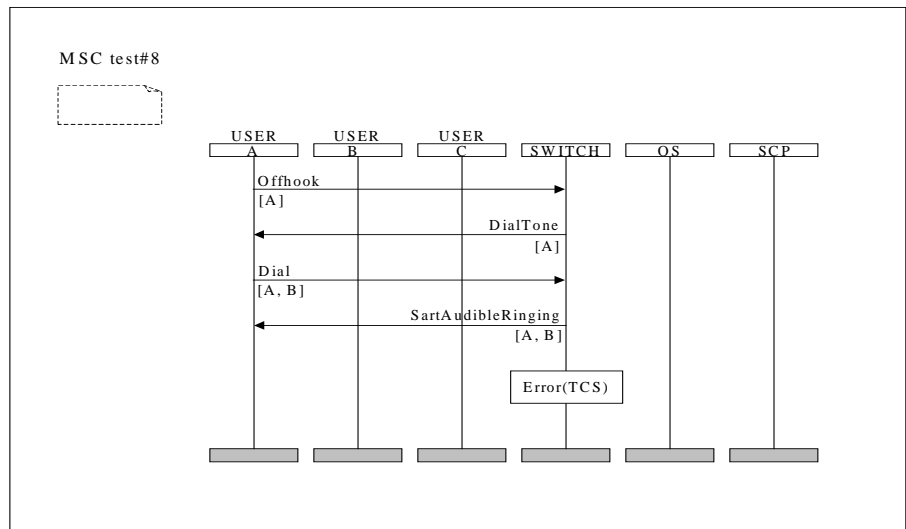 MSC test#8
USER USER USER
A B C SWITCH OS SCP
Offhook
[A]
DialTone
[A]
Dial
[A, B]
SartAudibleRinging
[A, B]
Error(TCS)